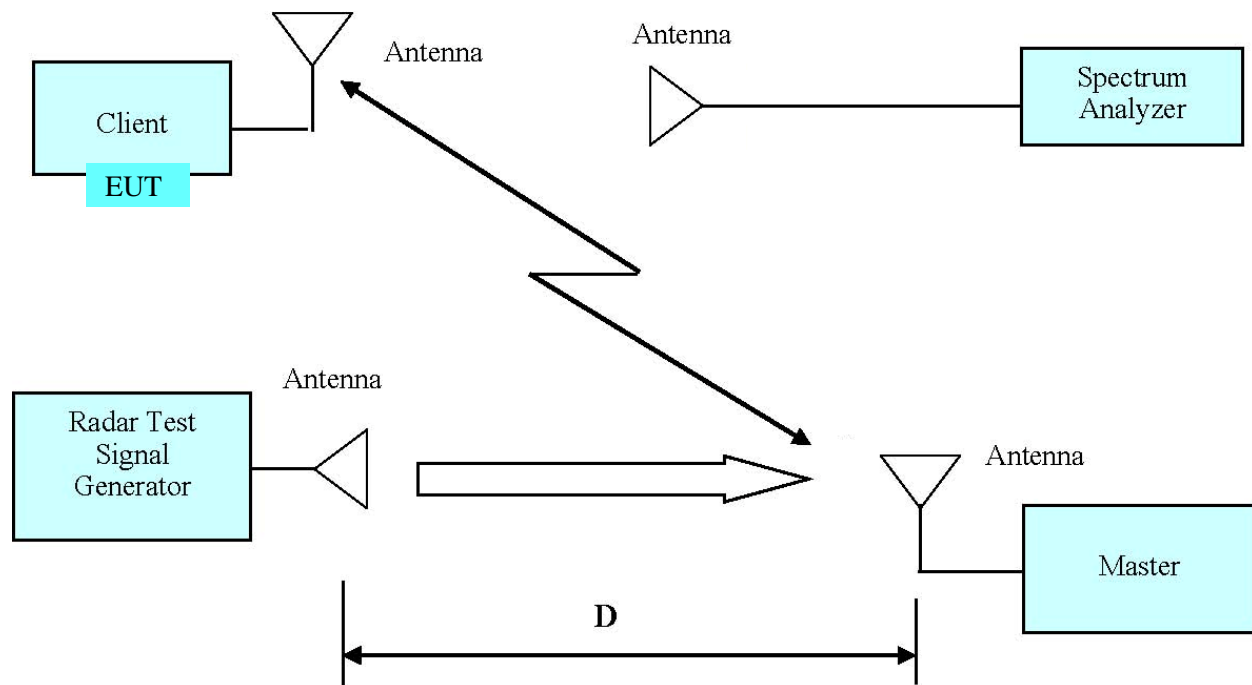 Antenna
Client
EUT
Antenna
Spectrum
Analyzer
Antenna
Radar Test
Signal
Generator
Antenna
Master
D